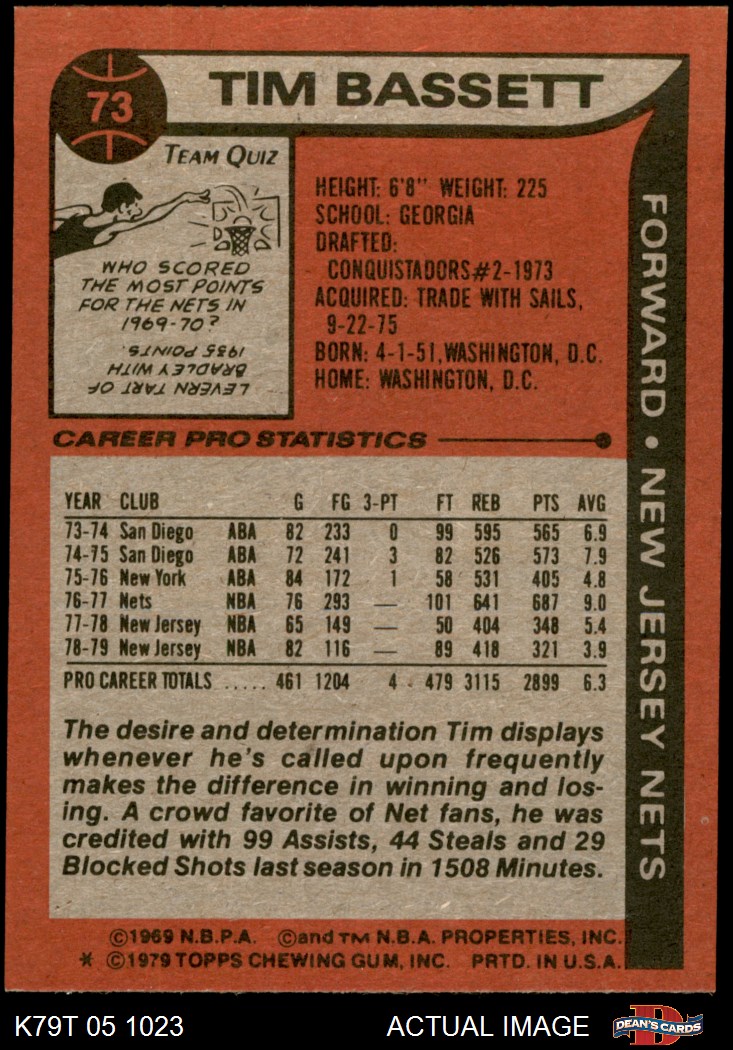 73
TIM BASSETT
TEAM QUIZ
WHO SCORED
THE MOST POINTS
FOR THE NETS IN
1969-70?
LEVERN TART OF
BRADLEY WITH
1935 POINTS.
HEIGHT: 6'8" WEIGHT: 225
SCHOOL: GEORGIA
DRAFTED:
CONQUISTADORS#2-1973
ACQUIRED: TRADE WITH SAILS,
9-22-75
BORN: 4-1-51, WASHINGTON, D.C.
HOME: WASHINGTON, D.C.
FORWARD • NEW JERSEY NETS
CAREER PRO STATISTICS
YEAR CLUB G FG 3-PT FT REB PTS AVG
73-74 San Diego ABA 82 233 0 99 595 565 6.9
74-75 San Diego ABA 72 241 3 82 526 573 7.9
75-76 New York ABA 84 172 1 58 531 405 4.8
76-77 Nets NBA 76 293 — 101 641 687 9.0
77-78 New Jersey NBA 65 149 — 50 404 348 5.4
78-79 New Jersey NBA 82 116 — 89 418 321 3.9
PRO CAREER TOTALS ..... 461 1204 4 479 3115 2899 6.3
The desire and determination Tim displays
whenever he's called upon frequently
makes the difference in winning and los-
ing. A crowd favorite of Net fans, he was
credited with 99 Assists, 44 Steals and 29
Blocked Shots last season in 1508 Minutes.
©1969 N.B.P.A. ©and TM N.B.A. PROPERTIES, INC.
* ©1979 TOPPS CHEWING GUM, INC. PRTD. IN U.S.A.
K79T 05 1023 ACTUAL IMAGE DEAN'S CARDS